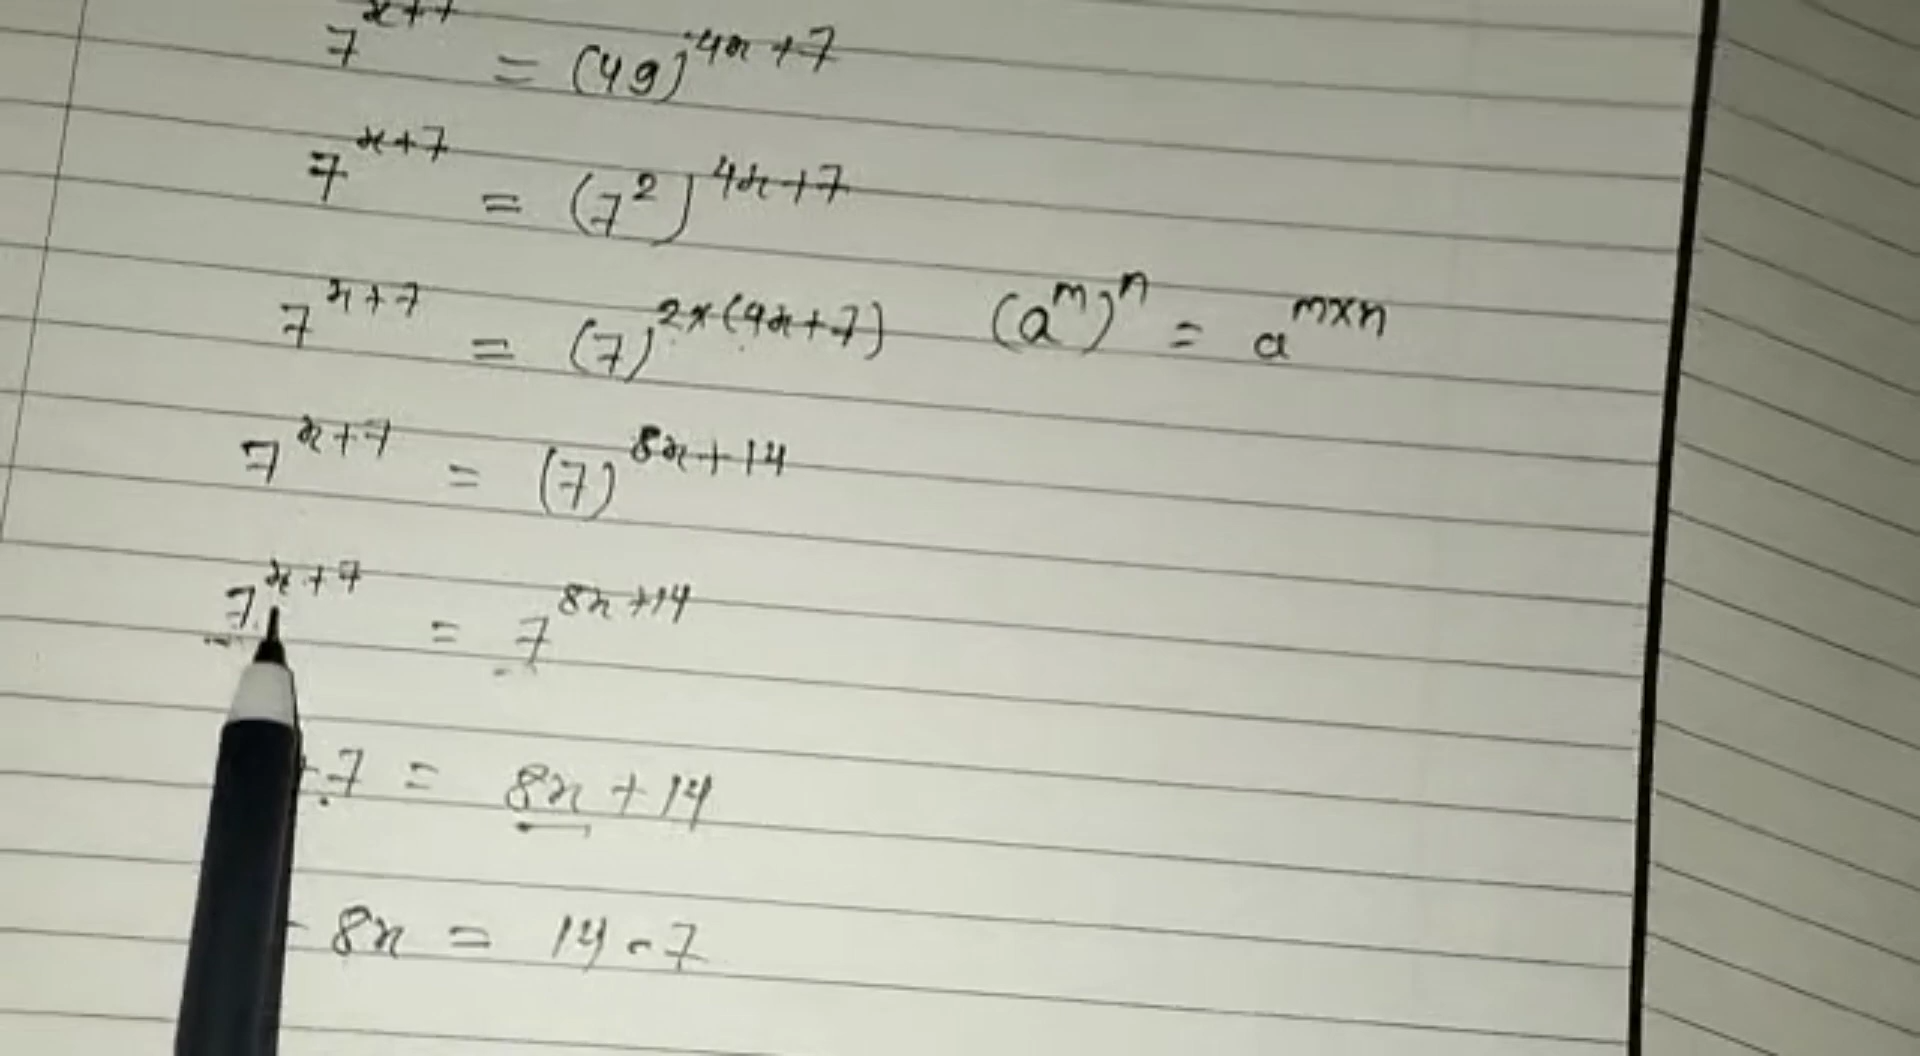 7^{x+7} = (49)^{4x+7}
7^{x+7} = (7^2)^{4x+7}
7^{x+7} = (7)^{2×(4x+7)} (a^m)^n = a^{m×n}
7^{x+7} = (7)^{8x+14}
7^{x+7} = 7^{8x+14}
+7 = 8x+14
- 8x = 14-7